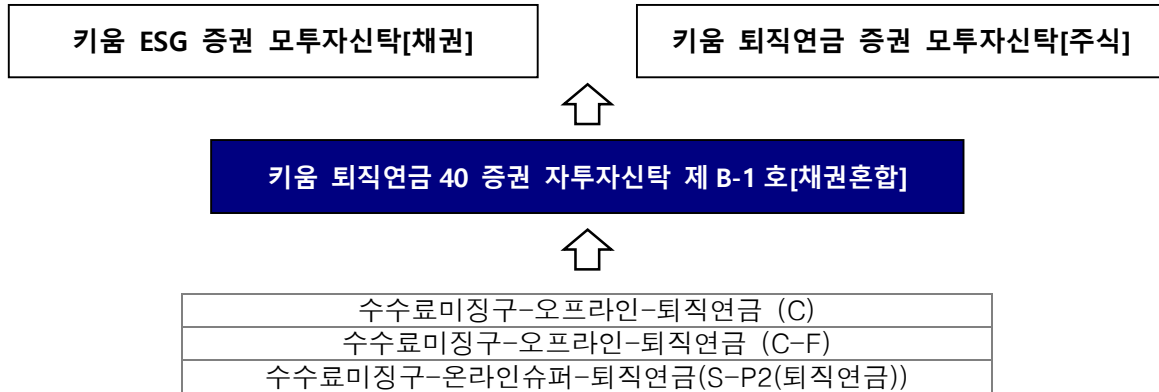 키움 ESG 증권 모투자신탁[채권]
키움 퇴직연금 증권 모투자신탁[주식]
키움 퇴직연금 40 증권 자투자신탁 제 B-1 호[채권혼합]
수수료미징구-오프라인-퇴직연금 (C)
수수료미징구-오프라인-퇴직연금 (C-F)
수수료미징구-온라인슈퍼-퇴직연금(S-P2(퇴직연금))